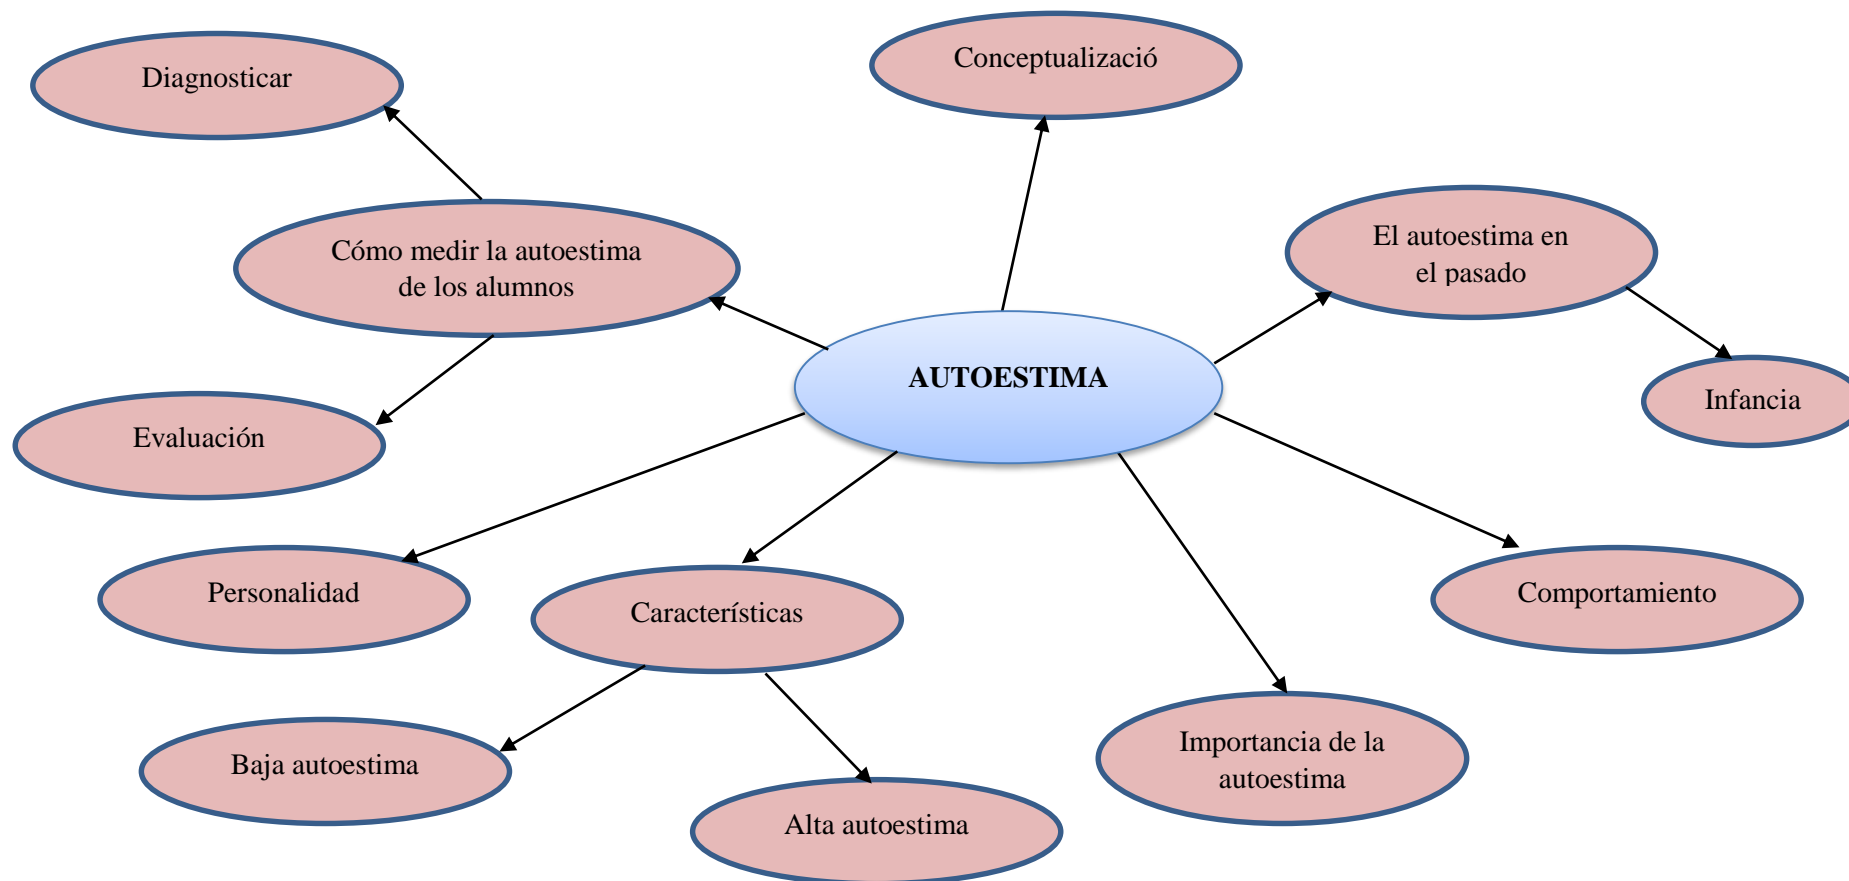 Conceptualizació
Diagnosticar
Cómo medir la autoestima
de los alumnos
El autoestima en
el pasado
AUTOESTIMA
Infancia
Evaluación
Personalidad
Características
Comportamiento
Baja autoestima
Alta autoestima
Importancia de la
autoestima